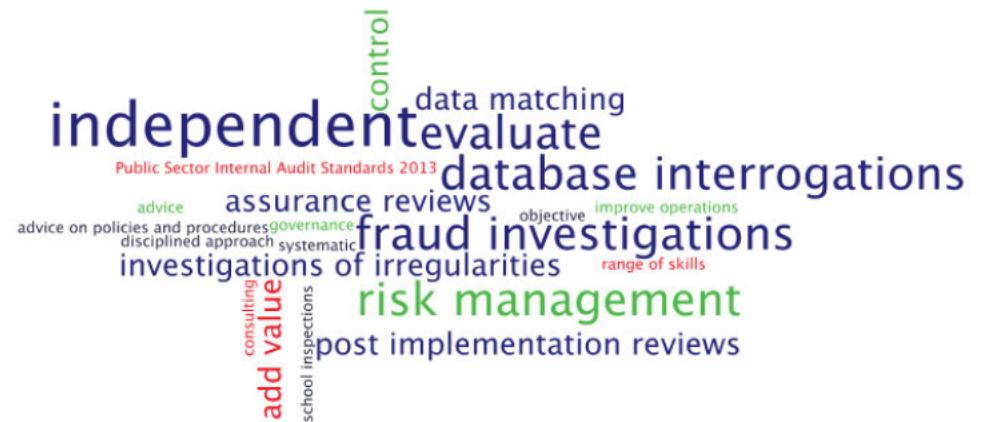 control
data matching
independent
evaluate
Public Sector Internal Audit Standards 2013
database interrogations
assurance reviews
advice
objective
improve operations
advice on policies and procedures
governance
fraud investigations
disciplined approach
systematic
investigations of irregularities
range of skills
consulting
add value
school inspections
risk management
post implementation reviews